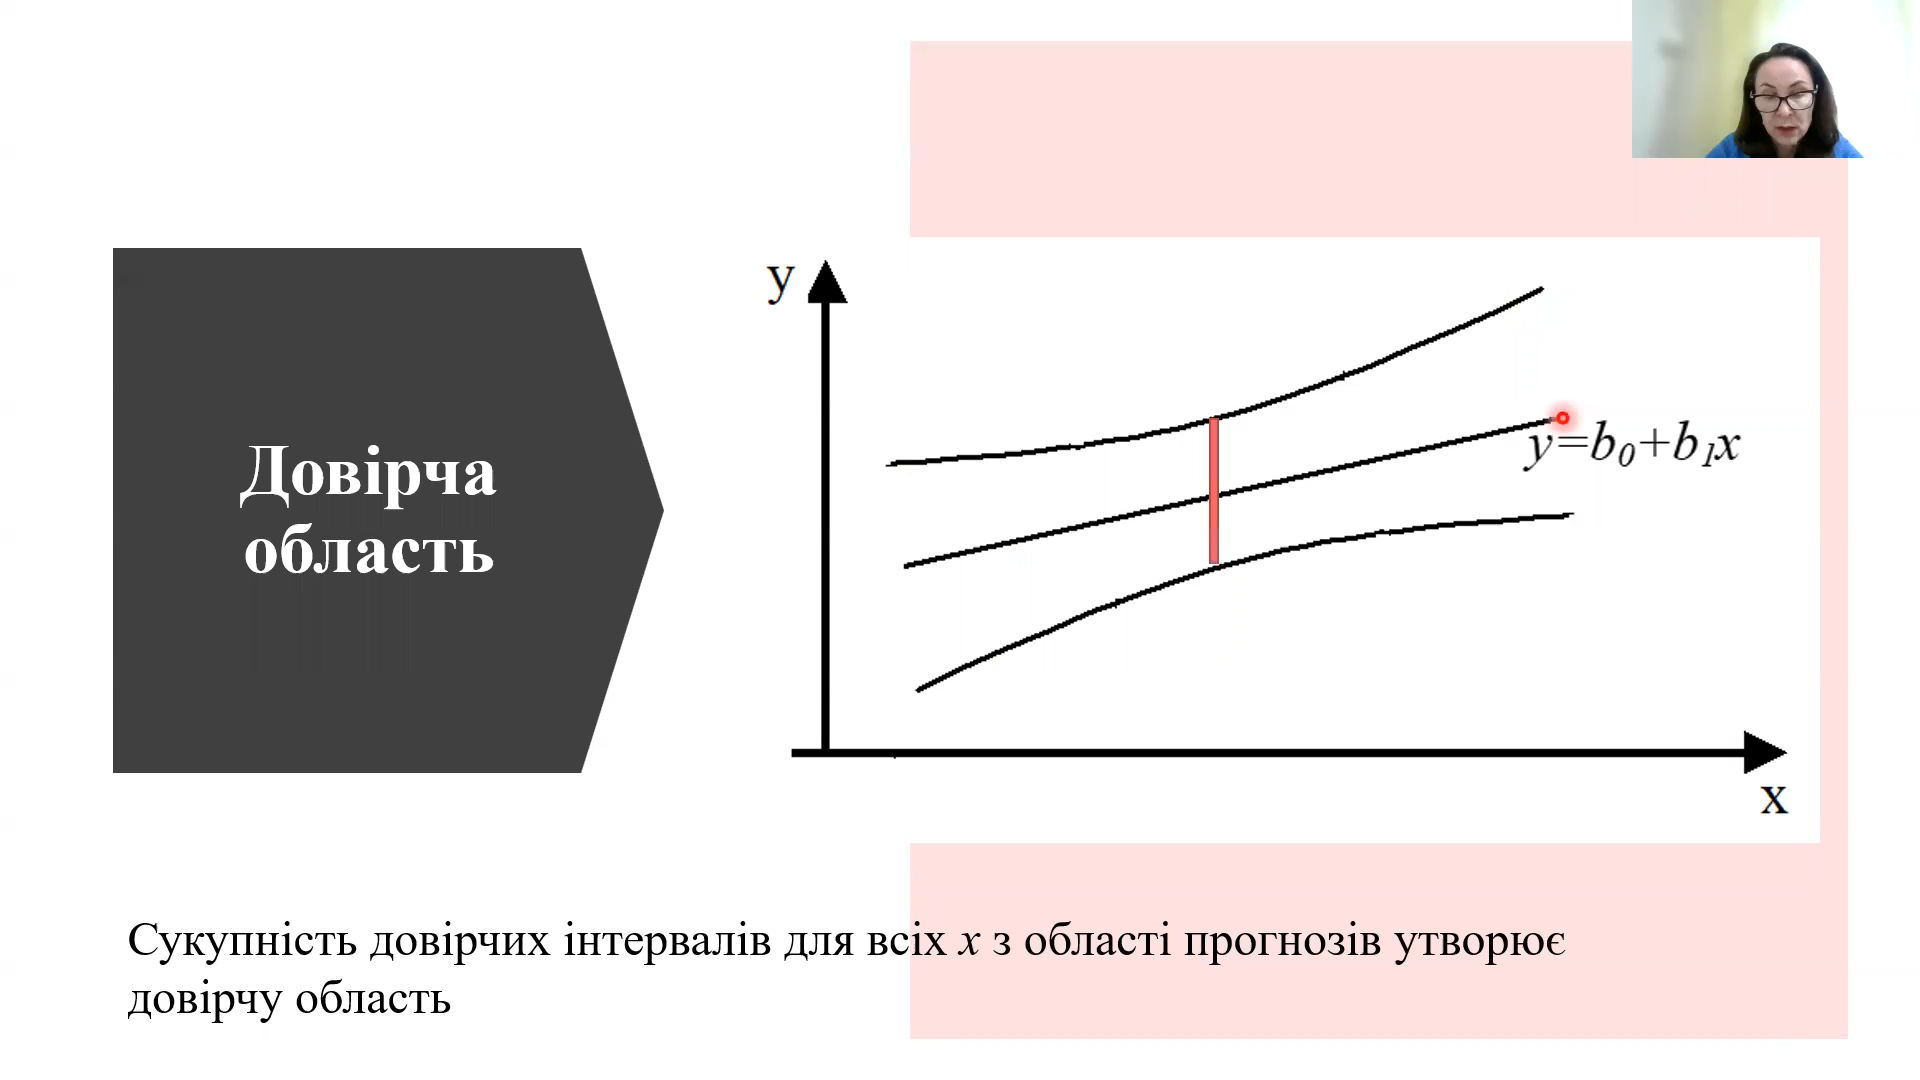 Довірча
область
y
y=b₀+b₁x
x
Сукупність довірчих інтервалів для всіх x з області прогнозів утворює
довірчу область